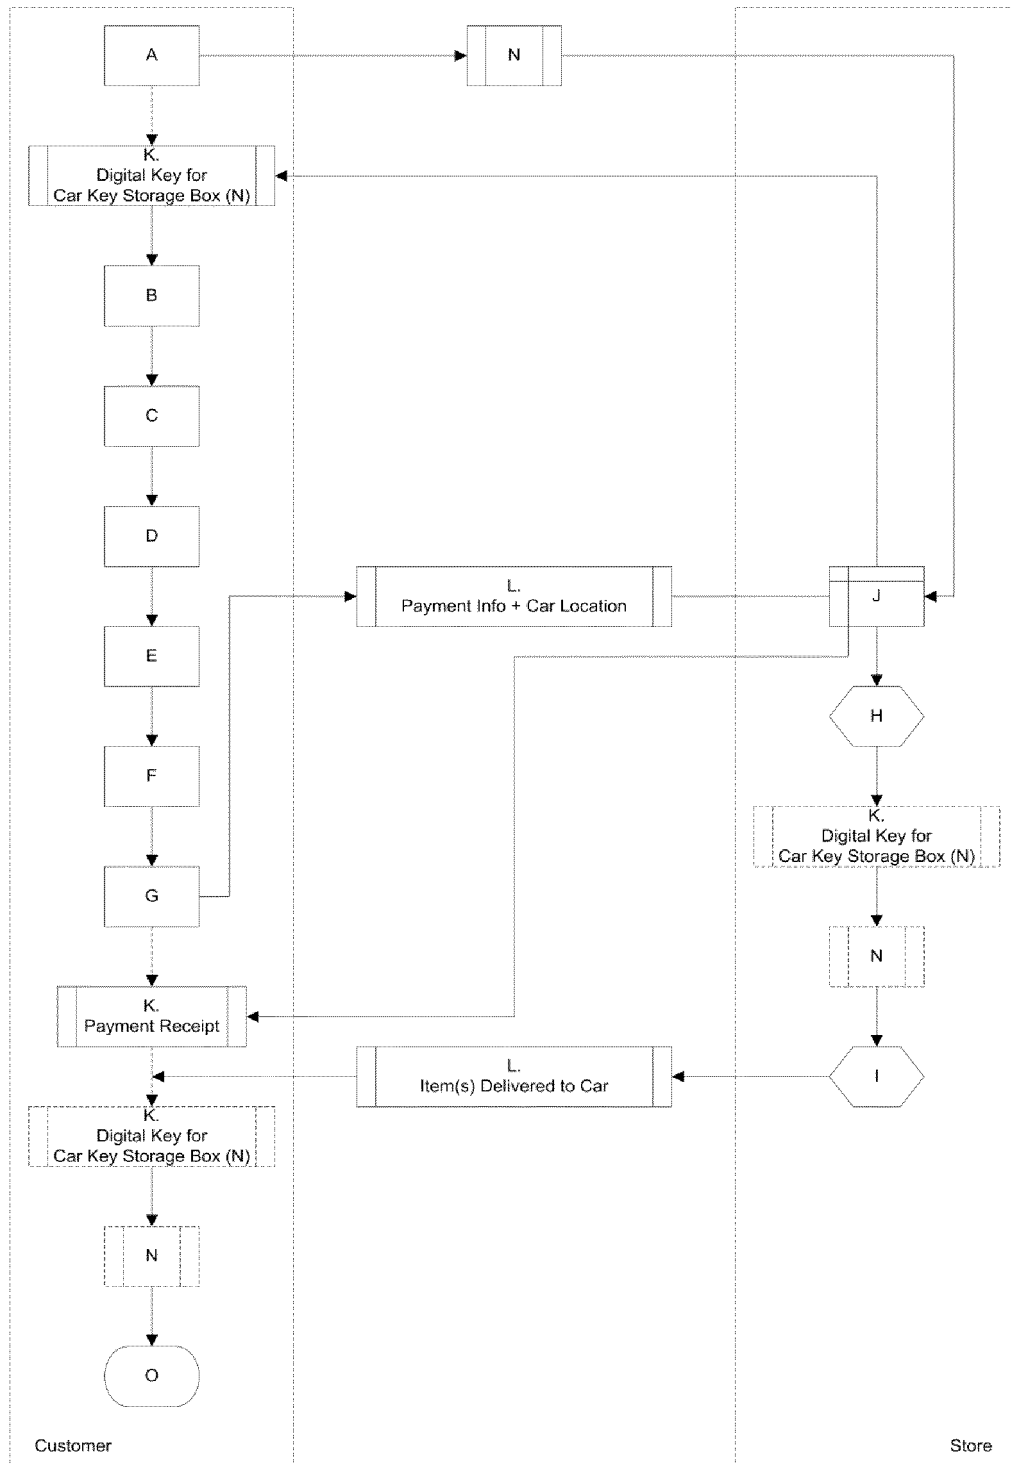 A
N
K.
Digital Key for
Car Key Storage Box (N)
B
C
D
E
L.
Payment Info + Car Location
J
F
H
G
K.
Digital Key for
Car Key Storage Box (N)
N
K.
Payment Receipt
L.
Item(s) Delivered to Car
I
K.
Digital Key for
Car Key Storage Box (N)
N
O
Customer
Store